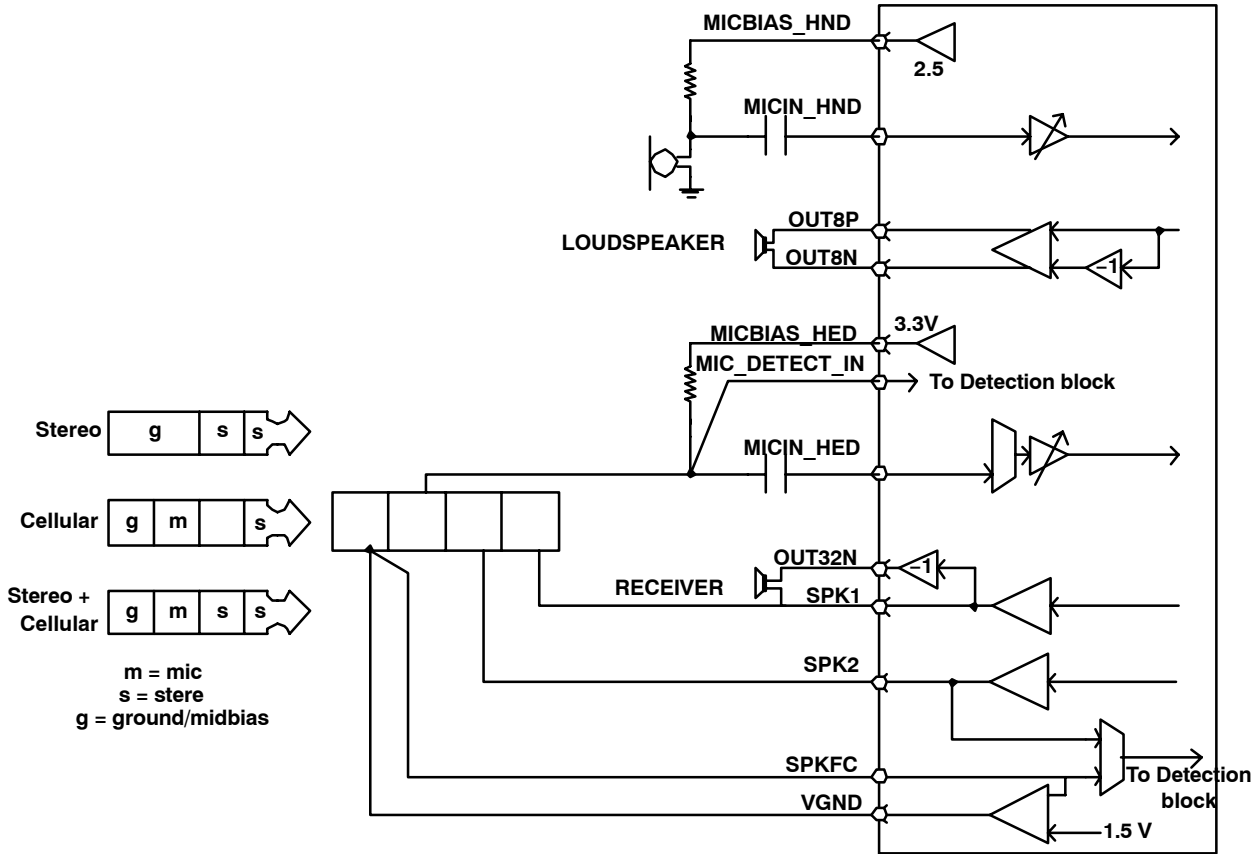 MICBIAS_HND
2.5
MICIN_HND
OUT8P
LOUDSPEAKER
OUT8N
−1
3.3V
MICBIAS_HED
MIC_DETECT_IN
To Detection block
Stereo
g s s
MICIN_HED
Cellular
g m s
OUT32N
−1
RECEIVER
SPK1
Stereo +
Cellular
g m s s
SPK2
m = mic
s = stere
g = ground/midbias
SPKFC
To Detection
block
VGND
1.5 V